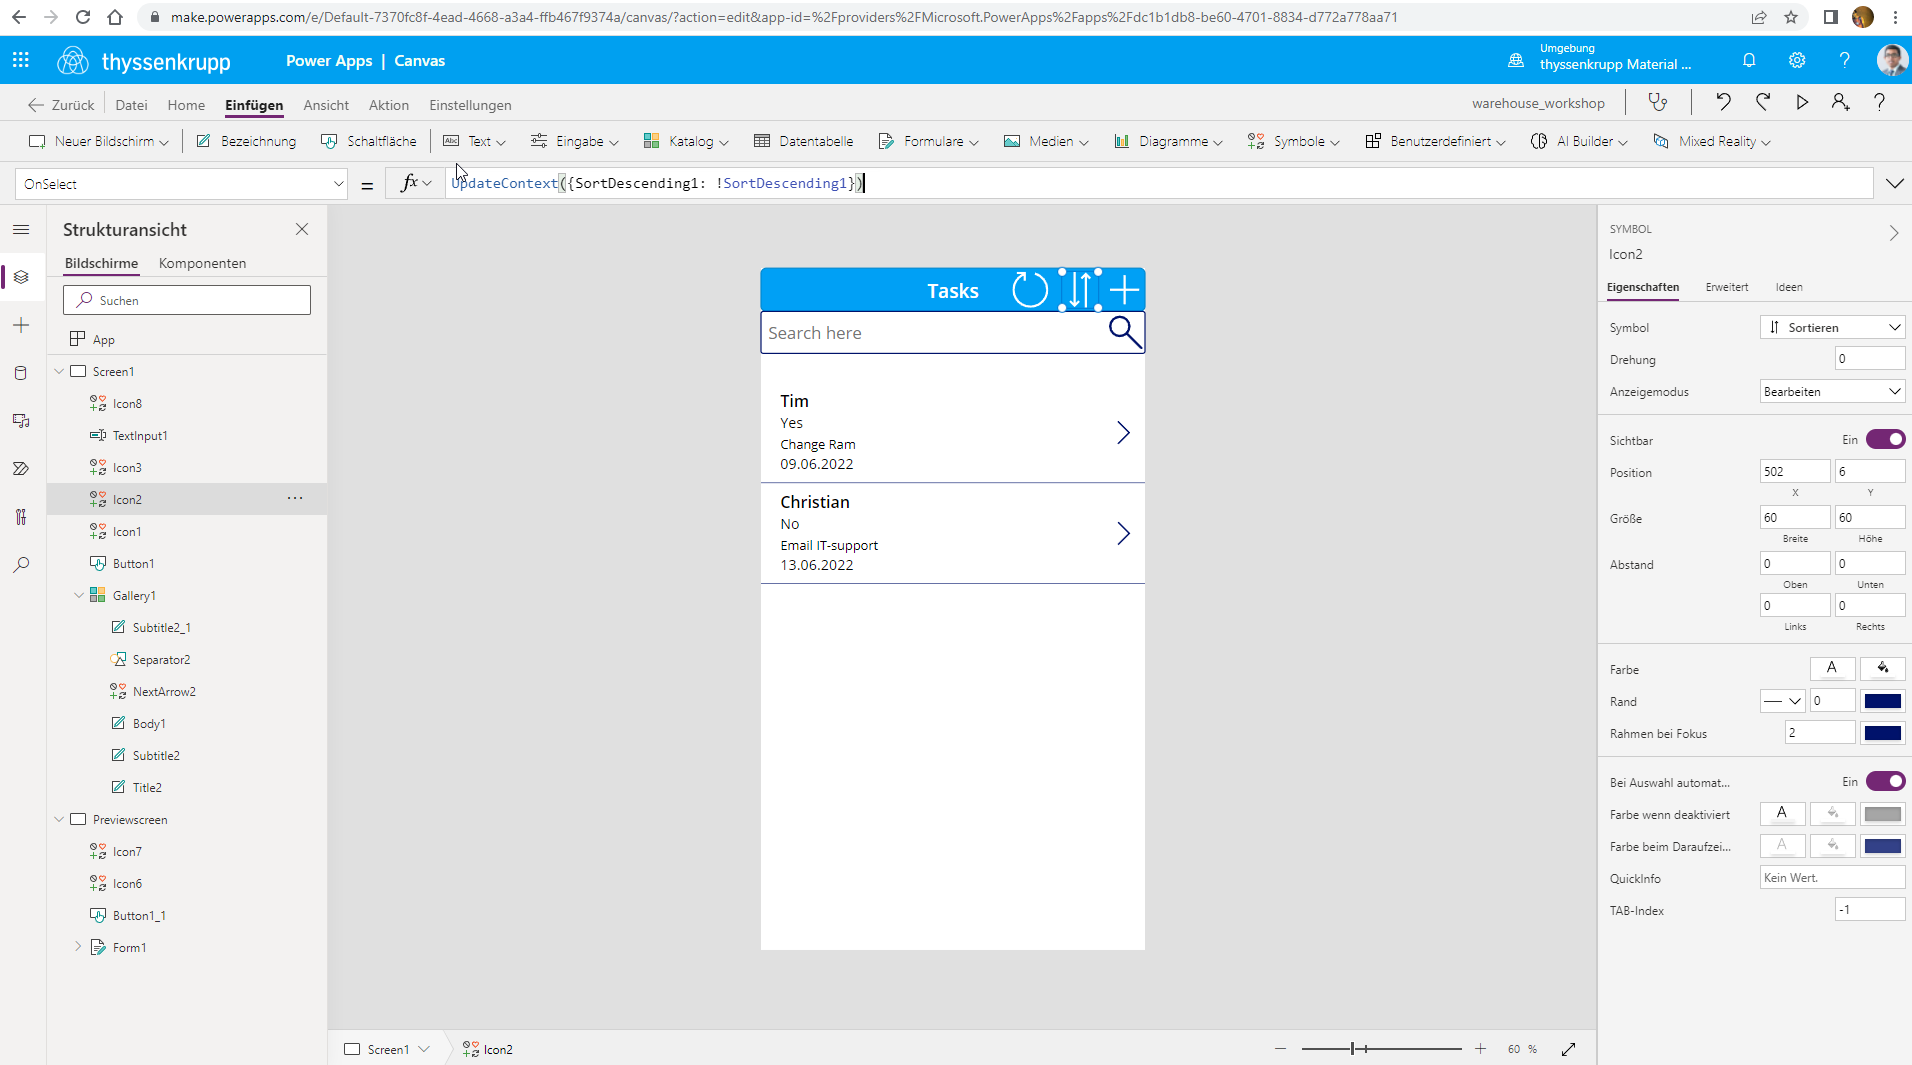 make.powerapps.com/e/Default-7370fc8f-4ead-4668-a3a4-ffb467f9374a/canvas/?action=edit&app-id=%2Fproviders%2FMicrosoft.PowerApps%2Fapps%2Fdc1b1db8-be60-4701-8834-d772a778aa71
thyssenkrupp
Power Apps | Canvas
Umgebung
thyssenkrupp Material ...
Zurück
Datei
Home
Einfügen
Ansicht
Aktion
Einstellungen
warehouse_workshop
Neuer Bildschirm
Bezeichnung
Schaltfläche
Abc
Text
Eingabe
Katalog
Datentabelle
Formulare
Medien
Diagramme
Symbole
Benutzerdefiniert
AI Builder
Mixed Reality
OnSelect
=
fx
UpdateContext({SortDescending1: !SortDescending1})
Strukturansicht
Bildschirme
Komponenten
Suchen
App
Screen1
Icon8
TextInput1
Icon3
Icon2
Icon1
Button1
Gallery1
Subtitle2_1
Separator2
NextArrow2
Body1
Subtitle2
Title2
Previewscreen
Icon7
Icon6
Button1_1
Form1
Tasks
Search here
Tim
Yes
Change Ram
09.06.2022
Christian
No
Email IT-support
13.06.2022
Screen1
Icon2
60 %
SYMBOL
Icon2
Eigenschaften
Erweitert
Ideen
Symbol
Sortieren
Drehung
0
Anzeigemodus
Bearbeiten
Sichtbar
Ein
Position
502
6
X
Y
Größe
60
60
Breite
Höhe
Abstand
0
0
Oben
Unten
0
0
Links
Rechts
Farbe
A
Rand
0
Rahmen bei Fokus
2
Bei Auswahl automat...
Ein
Farbe wenn deaktiviert
A
Farbe beim Daraufzei...
A
QuickInfo
Kein Wert.
TAB-Index
-1